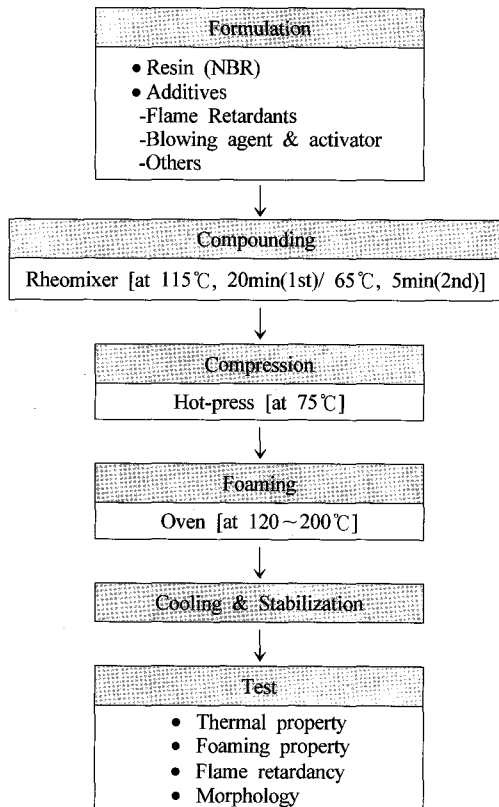 Formulation
• Resin (NBR)
• Additives
-Flame Retardants
-Blowing agent & activator
-Others
Compounding
Rheomixer [at 115℃, 20min(1st)/ 65℃, 5min(2nd)]
Compression
Hot-press [at 75℃]
Foaming
Oven [at 120～200℃]
Cooling & Stabilization
Test
• Thermal property
• Foaming property
• Flame retardancy
• Morphology